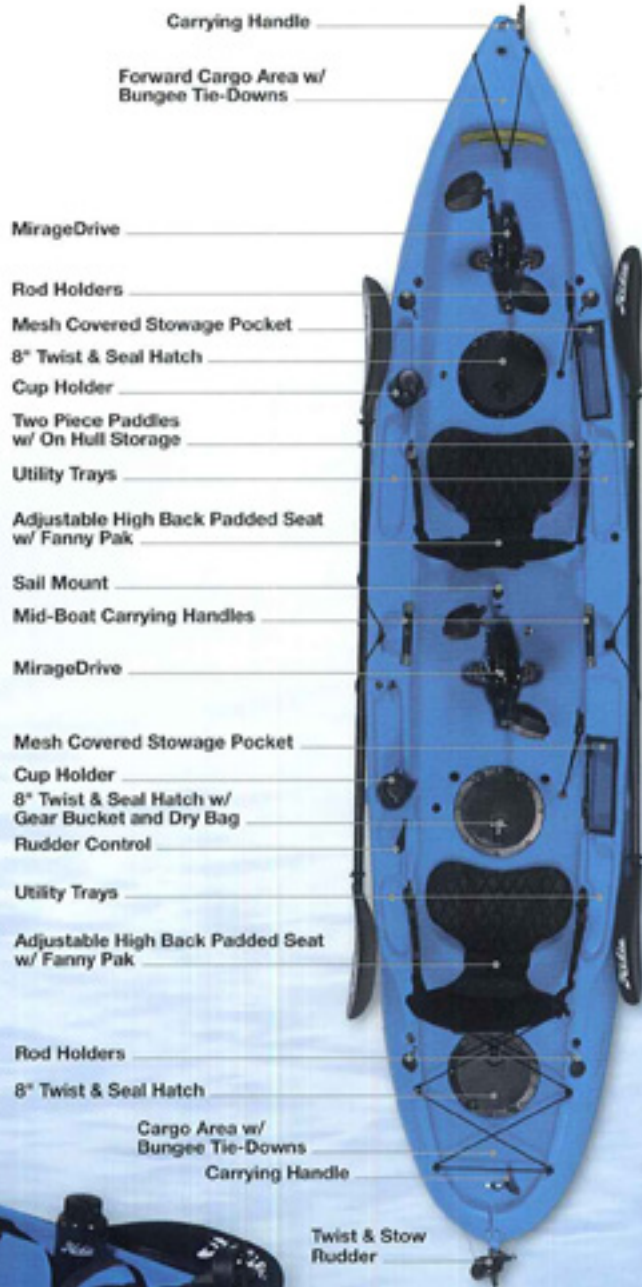 Carrying Handle
Forward Cargo Area w/
Bungee Tie-Downs
MirageDrive
Rod Holders
Mesh Covered Stowage Pocket
8" Twist & Seal Hatch
Cup Holder
Two Piece Paddles
w/ On Hull Storage
Utility Trays
Adjustable High Back Padded Seat
w/ Fanny Pak
Sail Mount
Mid-Boat Carrying Handles
MirageDrive
Mesh Covered Stowage Pocket
Cup Holder
8" Twist & Seal Hatch w/
Gear Bucket and Dry Bag
Rudder Control
Utility Trays
Adjustable High Back Padded Seat
w/ Fanny Pak
Rod Holders
8" Twist & Seal Hatch
Cargo Area w/
Bungee Tie-Downs
Carrying Handle
Twist & Stow
Rudder